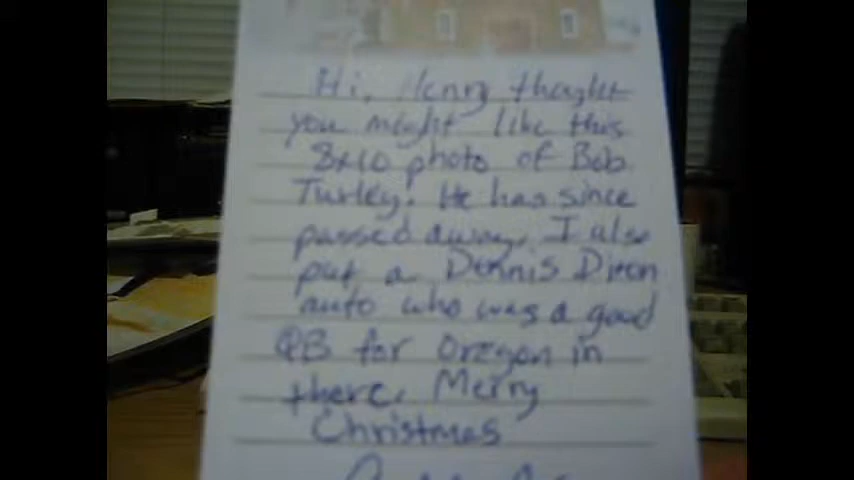 Hi, Henry thought
you might like this
8x10 photo of Bob
Turley. He has since
passed away. I also
put a Dennis Dixon
auto who was a good
QB for Oregon in
there. Merry
Christmas